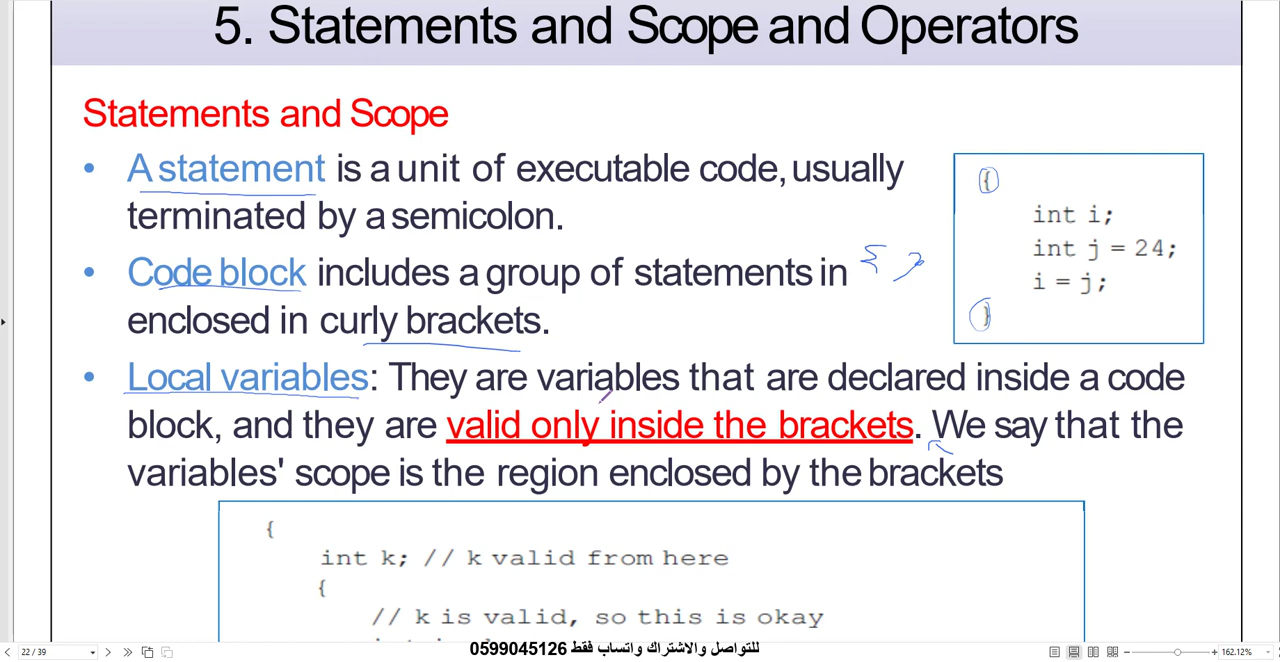 5. Statements and Scope and Operators
Statements and Scope
• A statement is a unit of executable code, usually
terminated by a semicolon.
• Code block includes a group of statements in
enclosed in curly brackets.
{
int i;
int j = 24;
i = j;
}
• Local variables: They are variables that are declared inside a code
block, and they are valid only inside the brackets. We say that the
variables' scope is the region enclosed by the brackets
{
int k; // k valid from here
{
// k is valid, so this is okay
للتواصل والاشتراك واتساب فقط 0599045126
22 / 39
162.12%